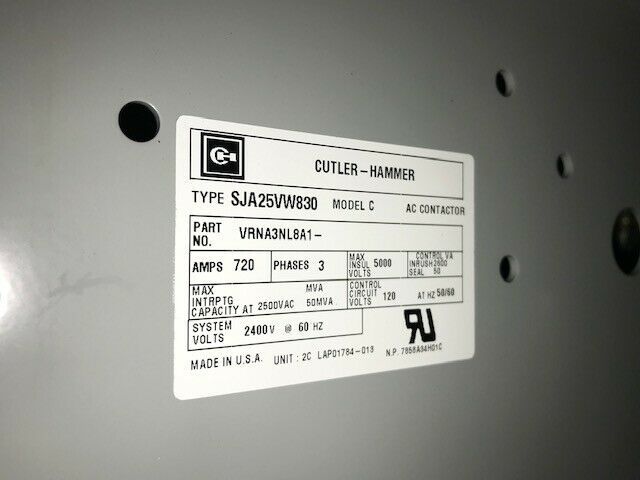 CUTLER-HAMMER
TYPE SJA25VW830 MODEL C AC CONTACTOR
PART NO. VRNA3NL8A1-
AMPS 720 PHASES 3 MAX INSUL VOLTS 5000 CONTROL VA INRUSH 2600 SEAL 50
MAX INTRPTG CAPACITY AT 2500VAC MVA 50MVA CONTROL CIRCUIT VOLTS 120 AT HZ 50/60
SYSTEM VOLTS 2400V @ 60 HZ
MADE IN U.S.A. UNIT: 2C LAP01784-013 N.P. 7858A34H01C